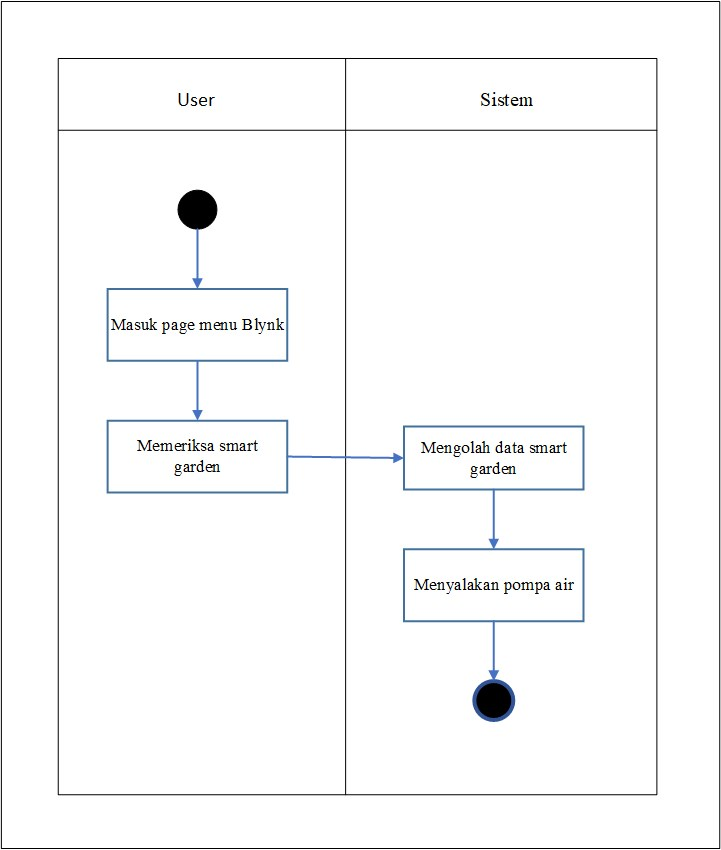 User
Sistem
Masuk page menu Blynk
Memeriksa smart
garden
Mengolah data smart
garden
Menyalakan pompa air